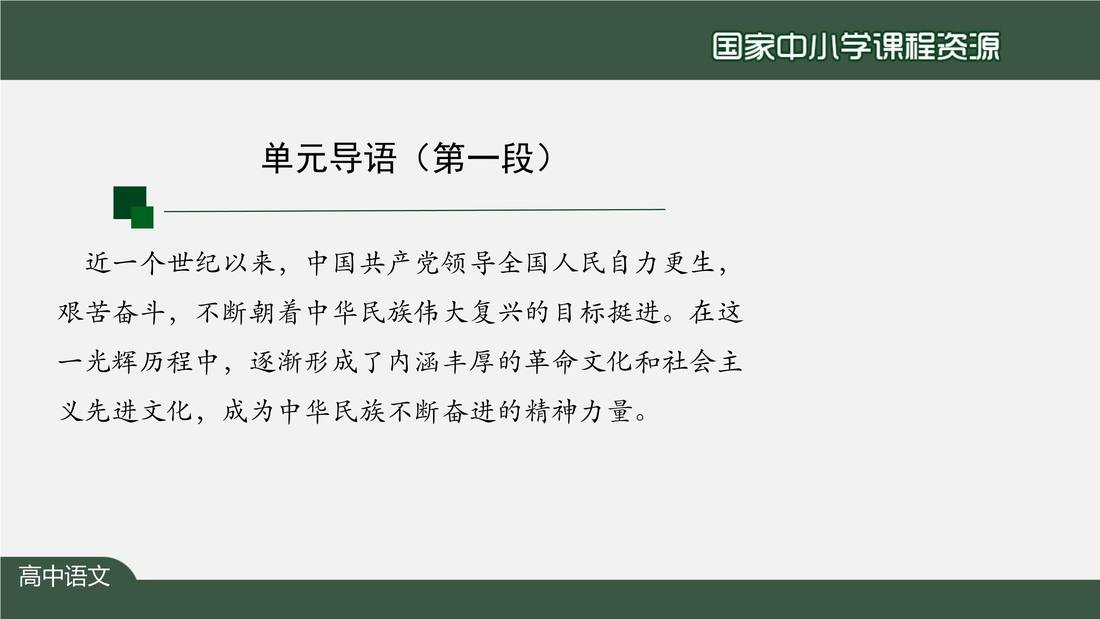 国家中小学课程资源
单元导语（第一段）
近一个世纪以来，中国共产党领导全国人民自力更生，
艰苦奋斗，不断朝着中华民族伟大复兴的目标挺进。在这
一光辉历程中，逐渐形成了内涵丰厚的革命文化和社会主
义先进文化，成为中华民族不断奋进的精神力量。
高中语文